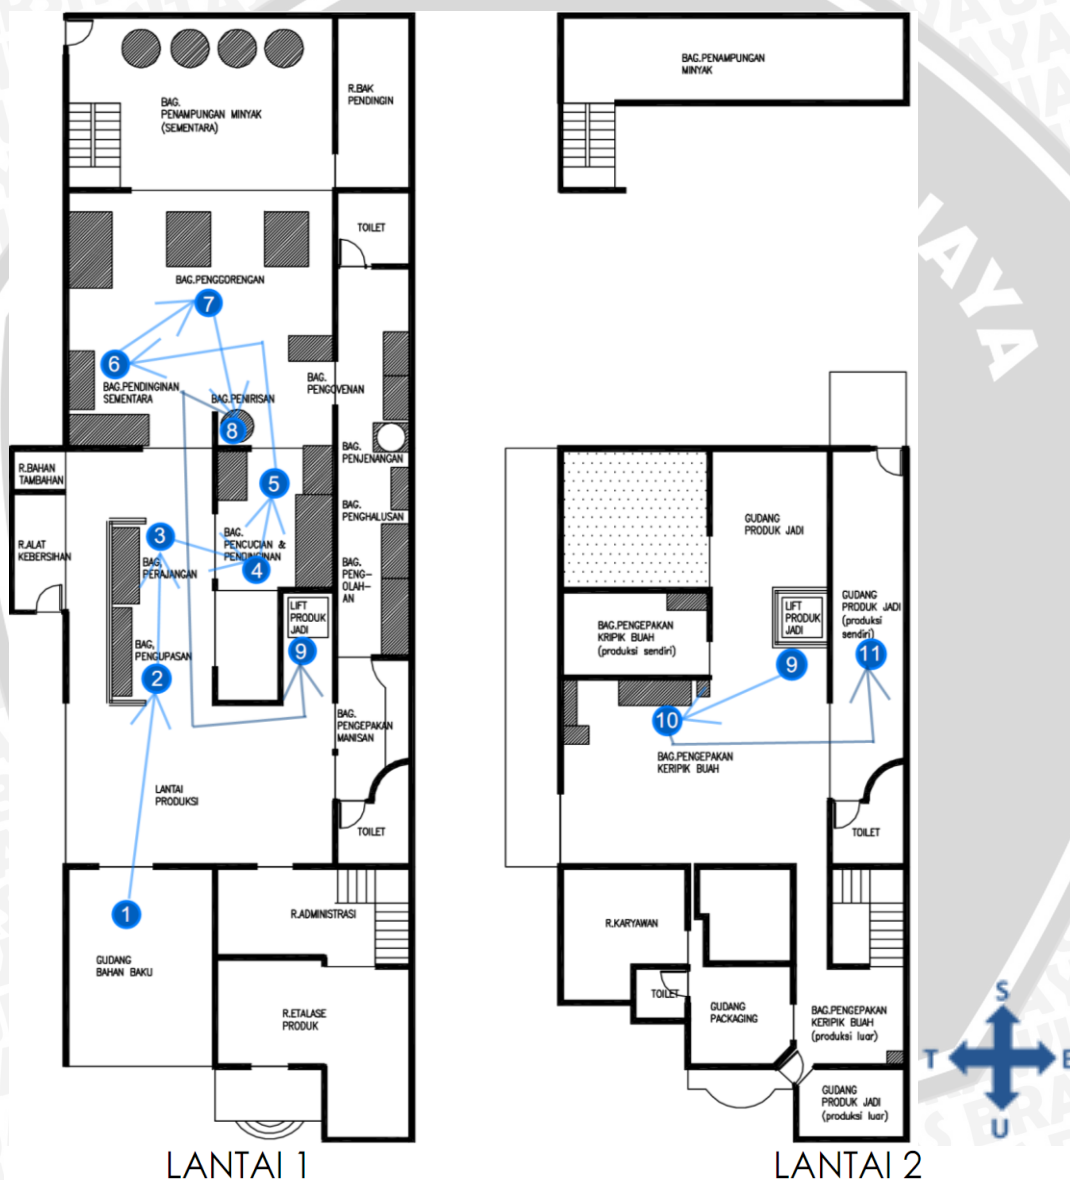 BAG.
PENAMPUNGAN MINYAK
(SEMENTARA)
R.BAK
PENDINGIN
TOILET
BAG.PENGGORENGAN
7
6
BAG.PENDINGINAN
SEMENTARA
BAG.PENIRISAN
8
BAG.
PENGOVENAN
BAG.
PENJENANGAN
R.BAHAN
TAMBAHAN
5
BAG.
PENGHALUSAN
R.ALAT
KEBERSIHAN
3
BAG.
PERAJANGAN
BAG.
PENCUCIAN &
PENDINGINAN
4
BAG.
PENG-
OLAH-
AN
LIFT
PRODUK
JADI
9
BAG.
PENGUPASAN
2
BAG.
PENGEPAKAN
MANISAN
LANTAI
PRODUKSI
TOILET
1
GUDANG
BAHAN BAKU
R.ADMINISTRASI
R.ETALASE
PRODUK
LANTAI 1
BAG.PENAMPUNGAN
MINYAK
GUDANG
PRODUK JADI
BAG.PENGEPAKAN
KRIPIK BUAH
(produksi sendiri)
LIFT
PRODUK
JADI
9
GUDANG
PRODUK JADI
(produksi
sendiri)
11
10
BAG.PENGEPAKAN
KERIPIK BUAH
TOILET
R.KARYAWAN
TOILET
GUDANG
PACKAGING
BAG.PENGEPAKAN
KERIPIK BUAH
(produksi luar)
GUDANG
PRODUK JADI
(produksi luar)
LANTAI 2
S
T
B
U
JAYA